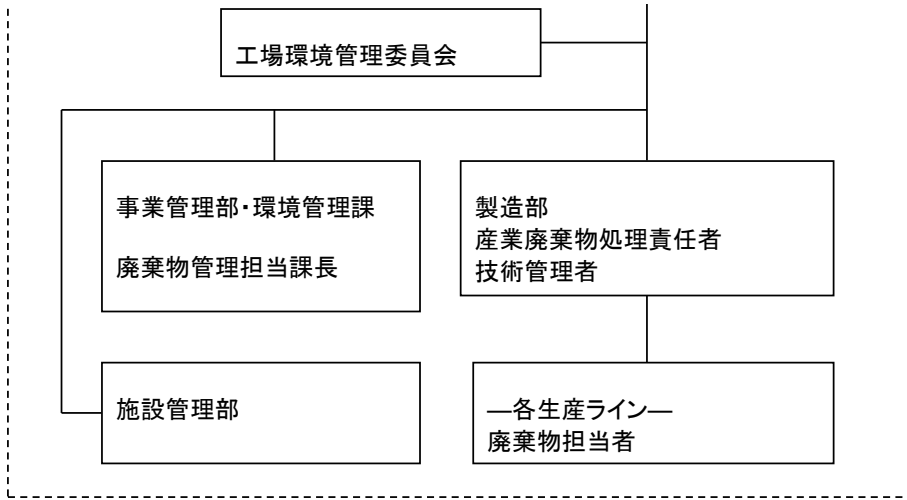 工場環境管理委員会
事業管理部・環境管理課
廃棄物管理担当課長
製造部
産業廃棄物処理責任者
技術管理者
施設管理部
―各生産ライン―
廃棄物担当者